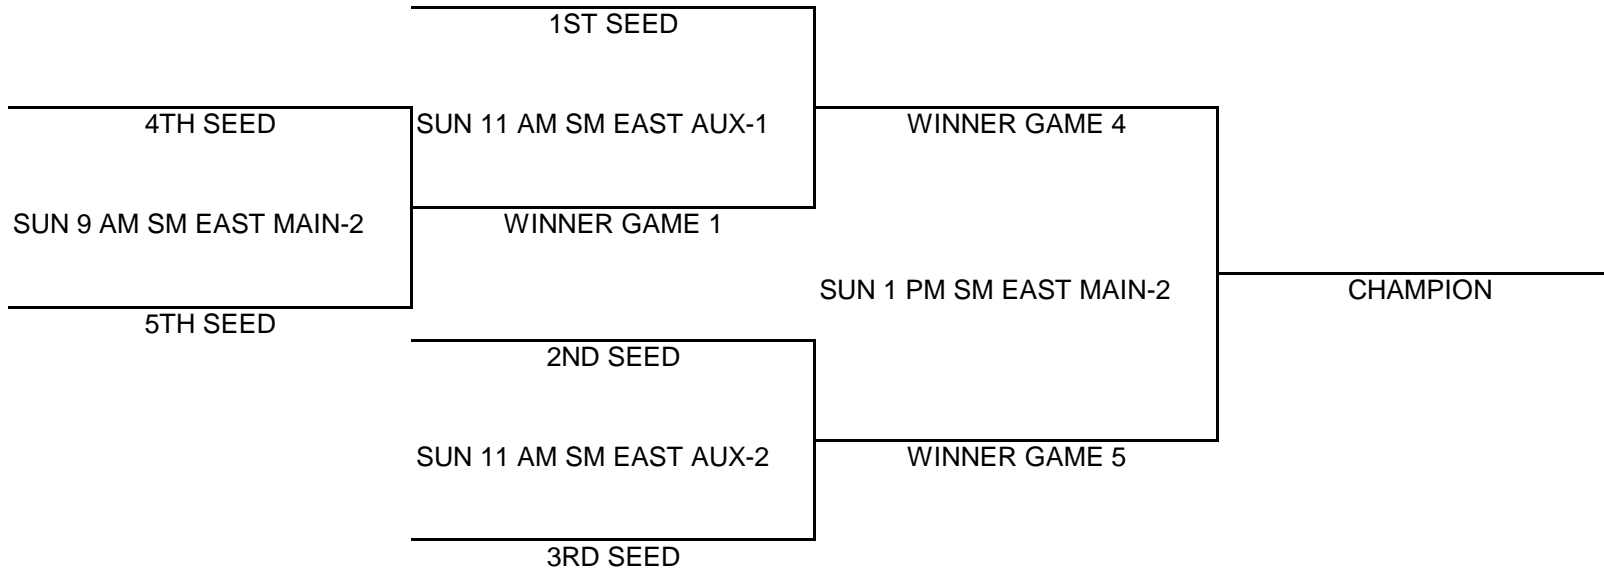 1ST SEED
4TH SEED
SUN 11 AM SM EAST AUX-1
WINNER GAME 4
SUN 9 AM SM EAST MAIN-2
WINNER GAME 1
SUN 1 PM SM EAST MAIN-2
CHAMPION
5TH SEED
2ND SEED
SUN 11 AM SM EAST AUX-2
WINNER GAME 5
3RD SEED